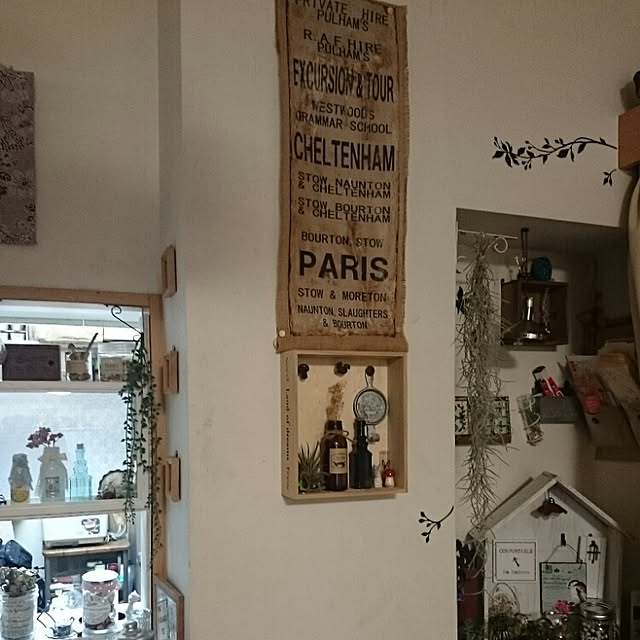 PRIVATE HIRE
PULHAM'S
R.A.F. HIRE
PULHAM'S
EXCURSION & TOUR
WESTWOOD'S
GRAMMAR SCHOOL
CHELTENHAM
STOW, NAUNTON
& CHELTENHAM
STOW, BOURTON
& CHELTENHAM
BOURTON, STOW
PARIS
STOW & MORETON
NAUNTON, SLAUGHTERS
& BOURTON